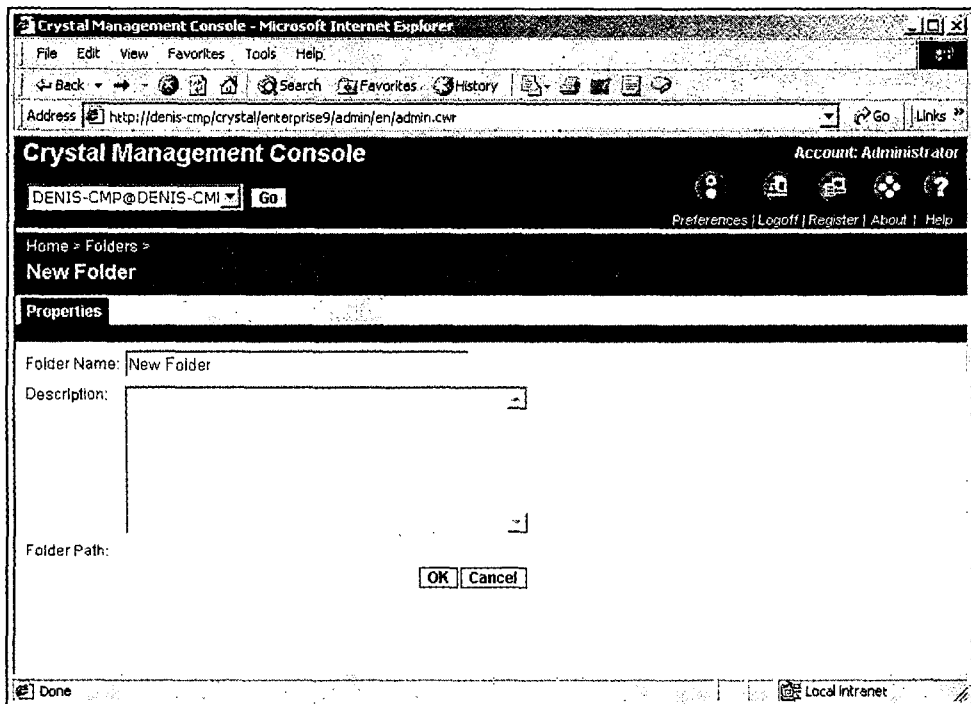 Crystal Management Console - Microsoft Internet Explorer
File Edit View Favorites Tools Help
Back Search Favorites History
Address http://denis-cmp/crystal/enterprise9/admin/en/admin.cwr Go Links »
Crystal Management Console
Account: Administrator
DENIS-CMP@DENIS-CMI Go
Preferences | Logoff | Register | About | Help
Home > Folders >
New Folder
Properties
Folder Name: New Folder
Description:
Folder Path:
OK Cancel
Done Local intranet